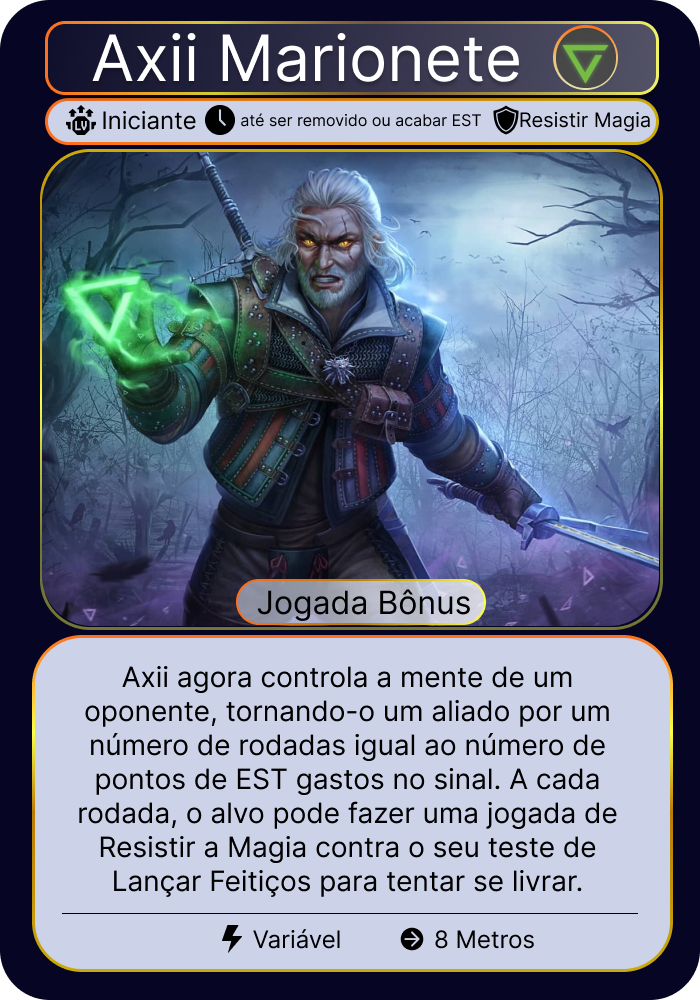 Axii Marionete
LV Iniciante até ser removido ou acabar EST Resistir Magia
Jogada Bônus
Axii agora controla a mente de um
oponente, tornando-o um aliado por um
número de rodadas igual ao número de
pontos de EST gastos no sinal. A cada
rodada, o alvo pode fazer uma jogada de
Resistir a Magia contra o seu teste de
Lançar Feitiços para tentar se livrar.
Variável 8 Metros